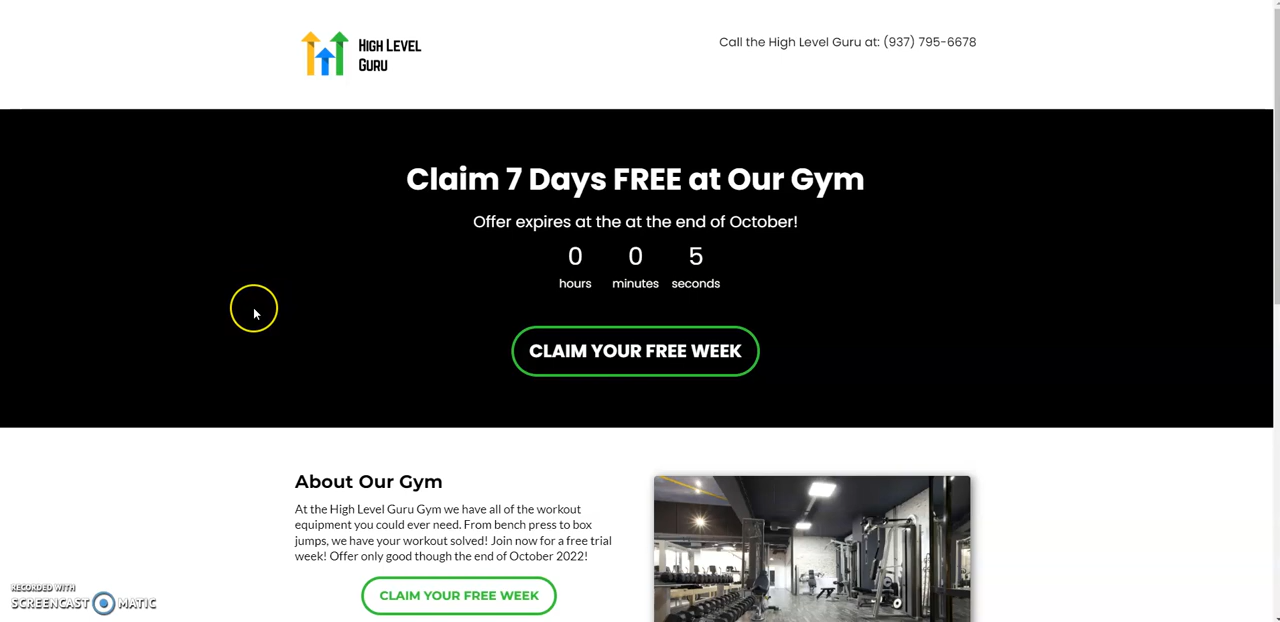 HIGH LEVEL
GURU
Call the High Level Guru at: (937) 795-6678
Claim 7 Days FREE at Our Gym
Offer expires at the at the end of October!
0 0 5
hours minutes seconds
CLAIM YOUR FREE WEEK
About Our Gym
At the High Level Guru Gym we have all of the workout
equipment you could ever need. From bench press to box
jumps, we have your workout solved! Join now for a free trial
week! Offer only good though the end of October 2022!
CLAIM YOUR FREE WEEK
RECORDED WITH
SCREENCAST MATIC